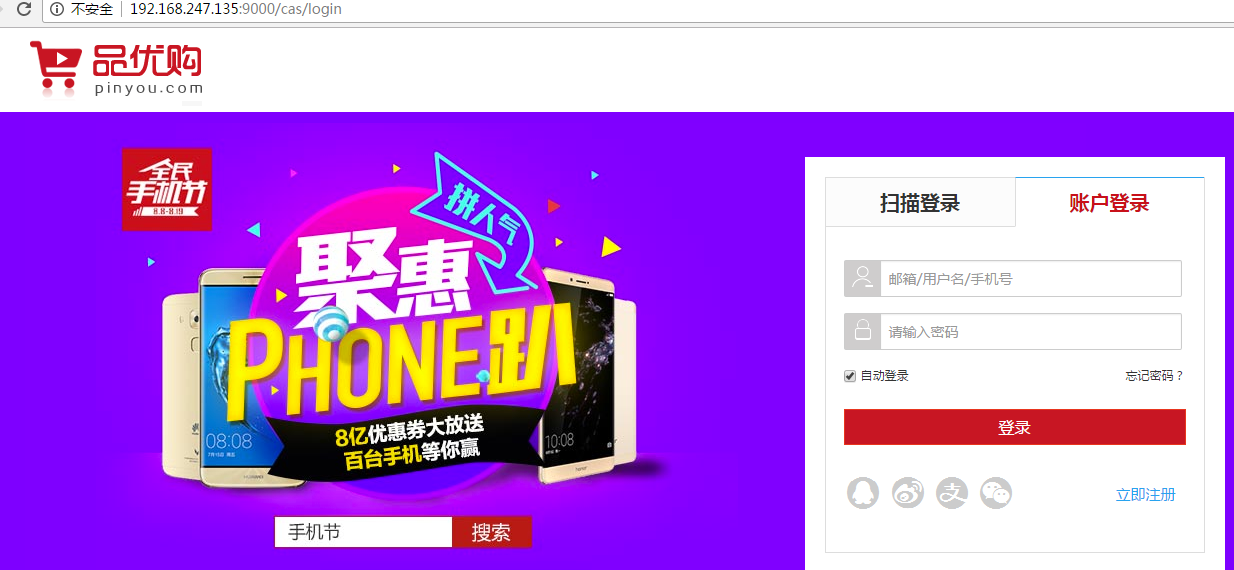 不安全 192.168.247.135:9000/cas/login
品优购
pinyou.com
全民
手机节
8.8-8.19
拼人气
聚惠
PHONE趴
8亿优惠券大放送
百台手机等你赢
08:08
10:08
HUAWEI
honor
手机节 搜索
扫描登录 账户登录
邮箱/用户名/手机号
请输入密码
自动登录 忘记密码？
登录
立即注册